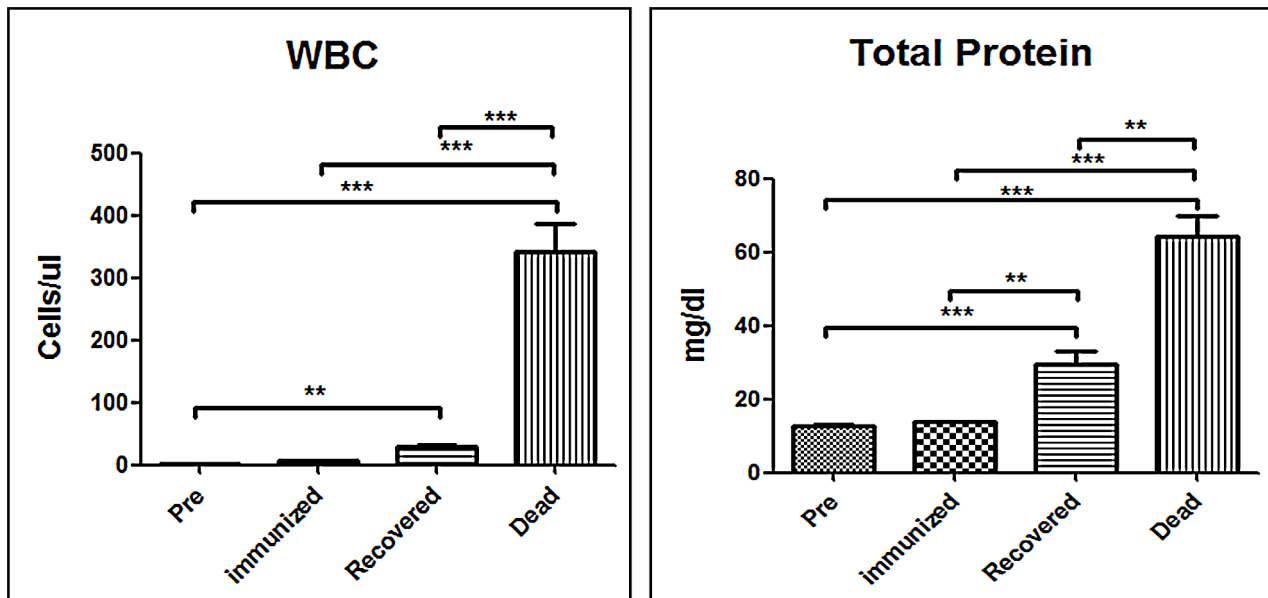 WBC
***
***
***
**
500
400
300
200
100
0
Cells/ul
Pre
immunized
Recovered
Dead
Total Protein
**
***
***
**
***
80
60
40
20
0
mg/dl
Pre
immunized
Recovered
Dead